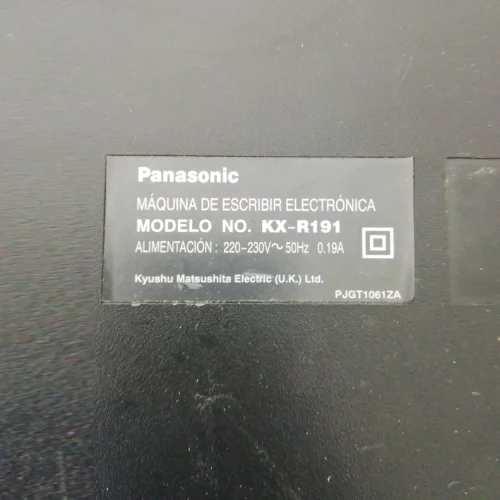 Panasonic
MÁQUINA DE ESCRIBIR ELECTRÓNICA
MODELO NO. KX-R191
ALIMENTACIÓN : 220-230V~50Hz 0.19A
Kyushu Matsushita Electric (U.K.) Ltd.
PJGT1061ZA